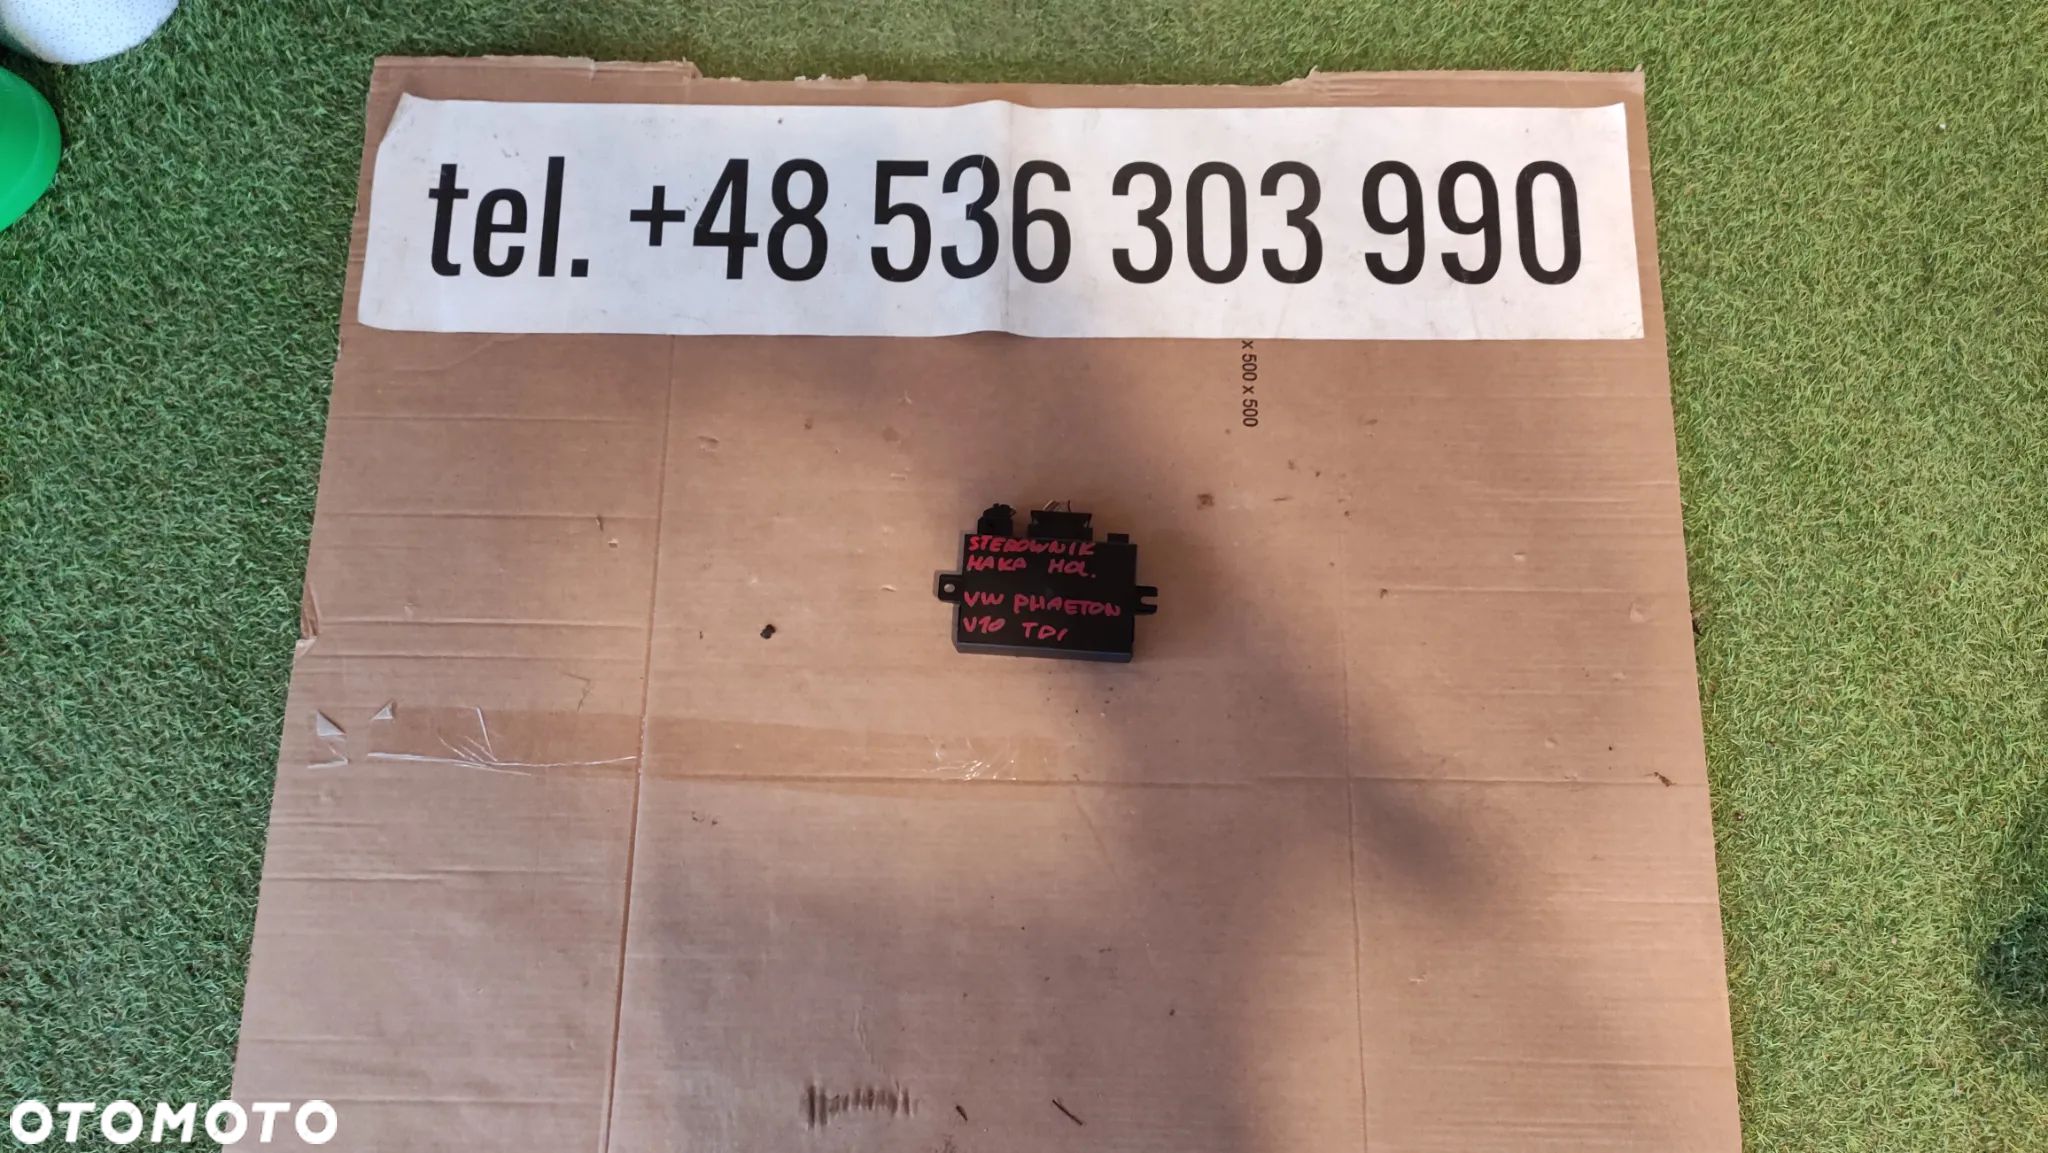 tel. +48 536 303 990
x 500 x 500
STEROWNIK
HAKA HOL.
VW PHAETON
V10 TDI
OTOMOTO